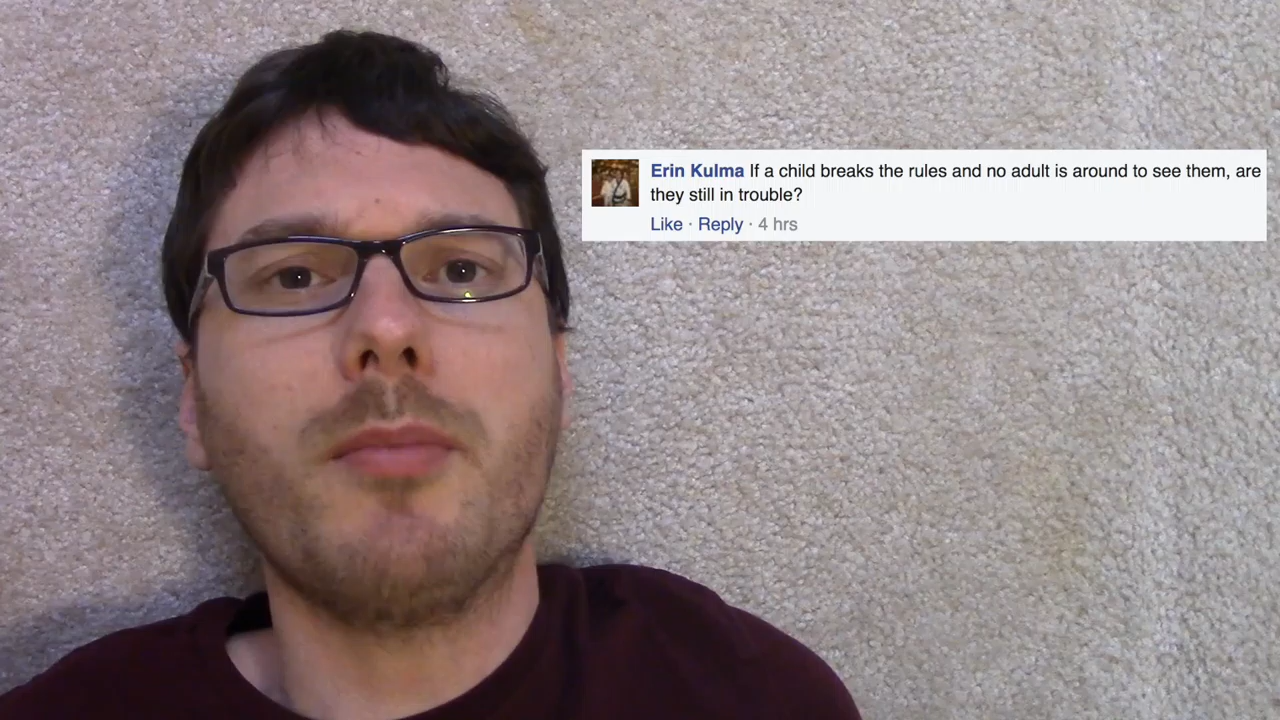 Erin Kulma If a child breaks the rules and no adult is around to see them, are
they still in trouble?
Like · Reply · 4 hrs